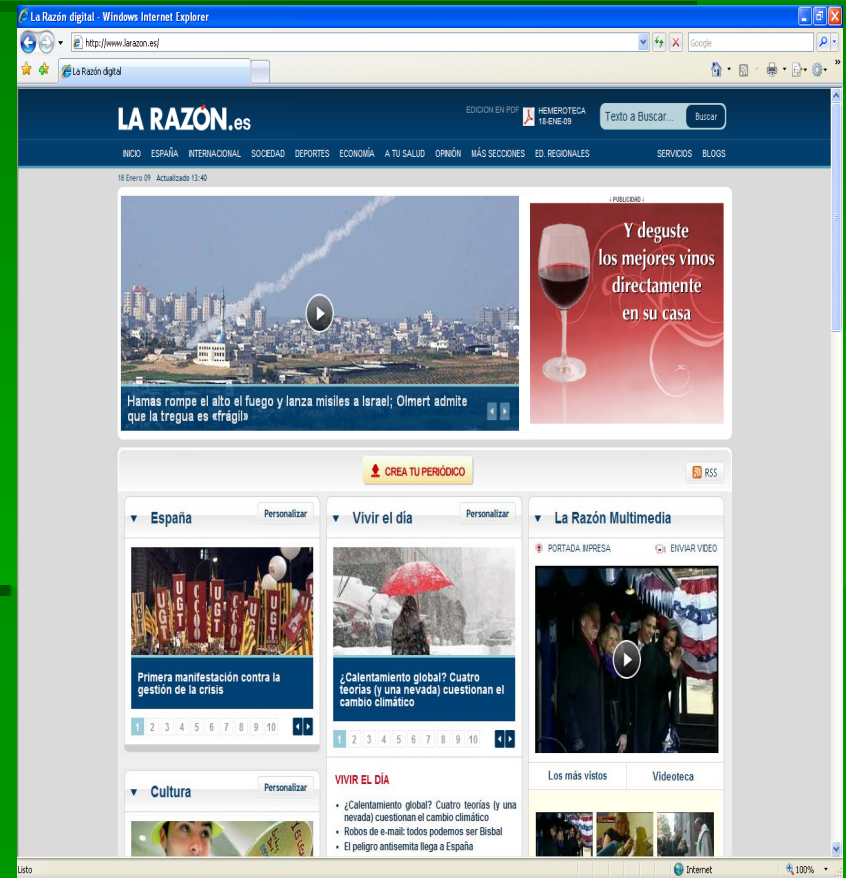 La Razón digital - Windows Internet Explorer
http://www.larazon.es/
Google
La Razón digital
LA RAZÓN.es
EDICION EN PDF
HEMEROTECA
18-ENE-09
Texto a Buscar...
Buscar
INICIO ESPAÑA INTERNACIONAL SOCIEDAD DEPORTES ECONOMÍA A TU SALUD OPINIÓN MÁS SECCIONES ED. REGIONALES SERVICIOS BLOGS
18 Enero 09 Actualizado 13:40
PUBLICIDAD
Y deguste
los mejores vinos
directamente
en su casa
Hamas rompe el alto el fuego y lanza misiles a Israel; Olmert admite
que la tregua es «frágil»
CREA TU PERIÓDICO
RSS
España
Personalizar
Vivir el día
Personalizar
La Razón Multimedia
PORTADA IMPRESA
ENVIAR VIDEO
UGT
UGT
CCOO
UGT
UGT
Primera manifestación contra la
gestión de la crisis
1 2 3 4 5 6 7 8 9 10
¿Calentamiento global? Cuatro
teorías (y una nevada) cuestionan el
cambio climático
1 2 3 4 5 6 7 8 9 10
Los más vistos
Videoteca
Cultura
Personalizar
VIVIR EL DÍA
¿Calentamiento global? Cuatro teorías (y una
nevada) cuestionan el cambio climático
Robos de e-mail: todos podemos ser Bisbal
El peligro antisemita llega a España
Listo
Internet
100%